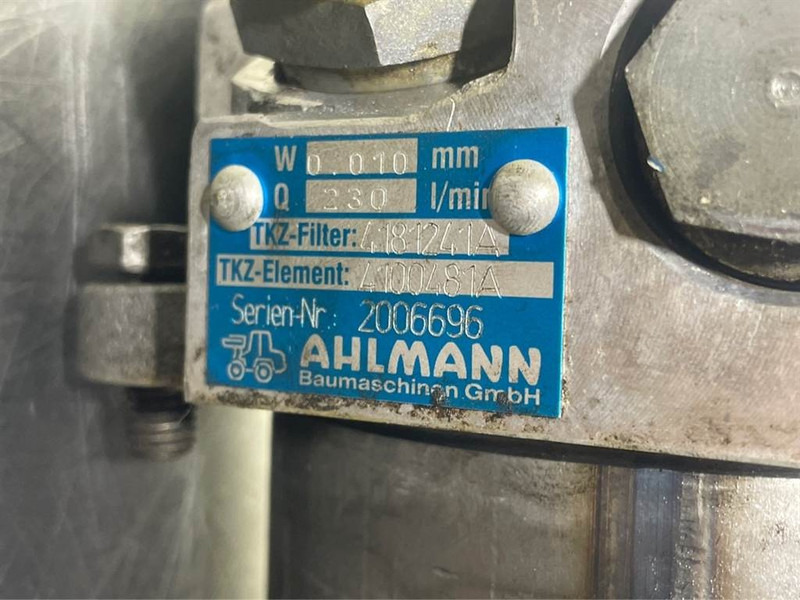 W 0.010 mm
Q 230 l/min
TKZ-Filter: 4181241A
TKZ-Element: 4100481A
Serien-Nr.: 2006696
AHLMANN
Baumaschinen GmbH